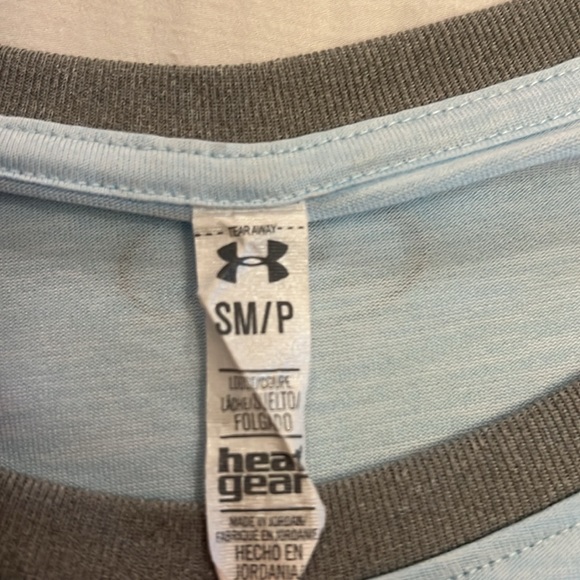 TEAR AWAY
SM/P
LOOSE/COUPE
LÂCHE/SUELTO/
FOLGADO
heat
gear
MADE IN JORDAN/
FABRIQUÉ EN JORDANIE
HECHO EN
JORDANIA